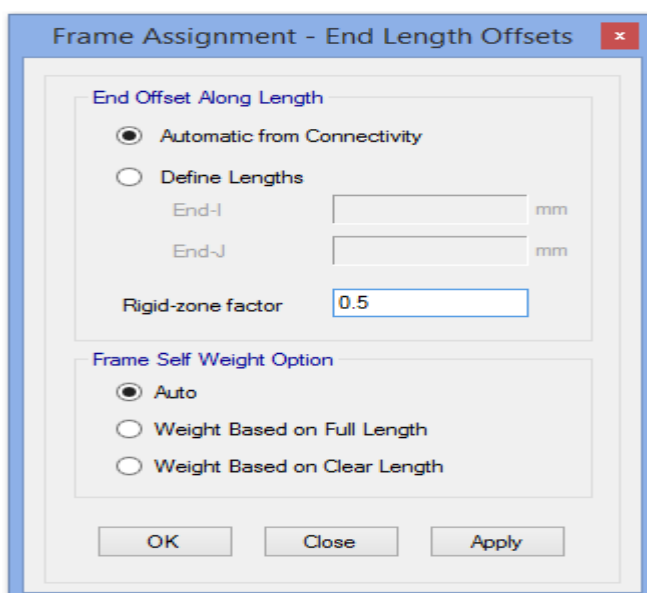 Frame Assignment - End Length Offsets
End Offset Along Length
Automatic from Connectivity
Define Lengths
End-I mm
End-J mm
Rigid-zone factor 0.5
Frame Self Weight Option
Auto
Weight Based on Full Length
Weight Based on Clear Length
OK Close Apply